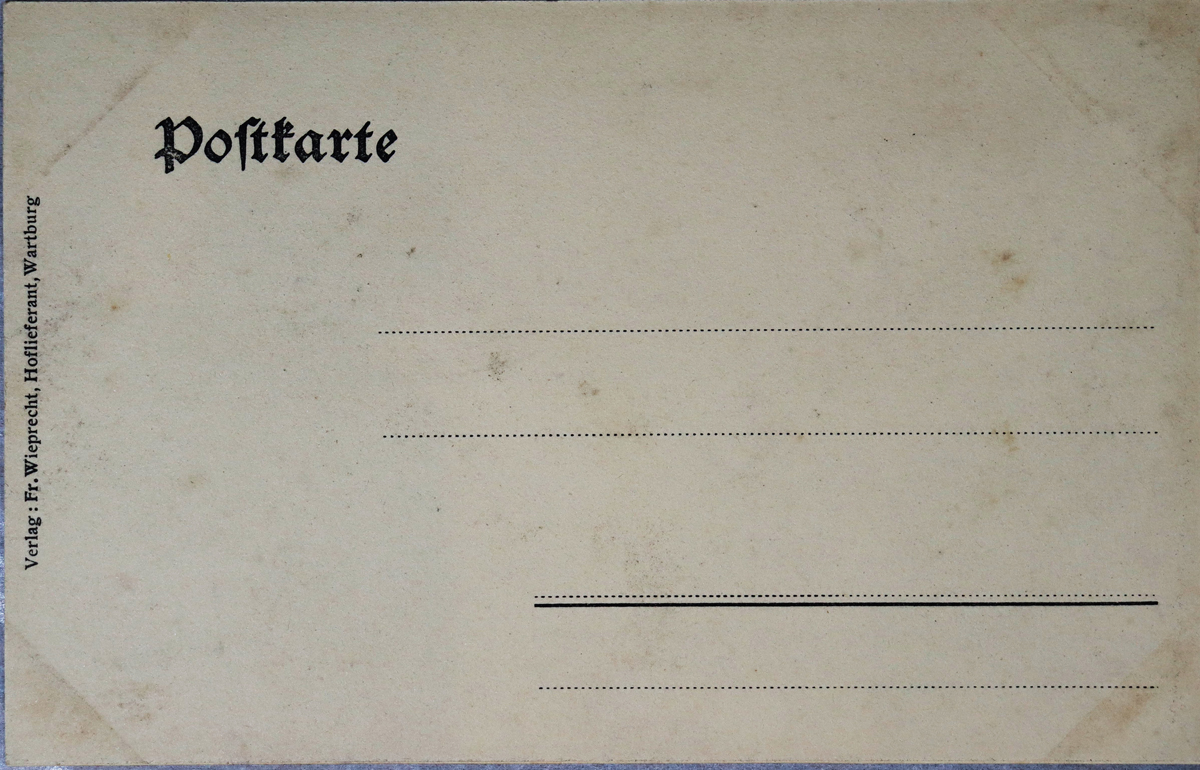 Poſtkarte
Verlag: Fr. Wieprecht, Hoflieferant, Wartburg